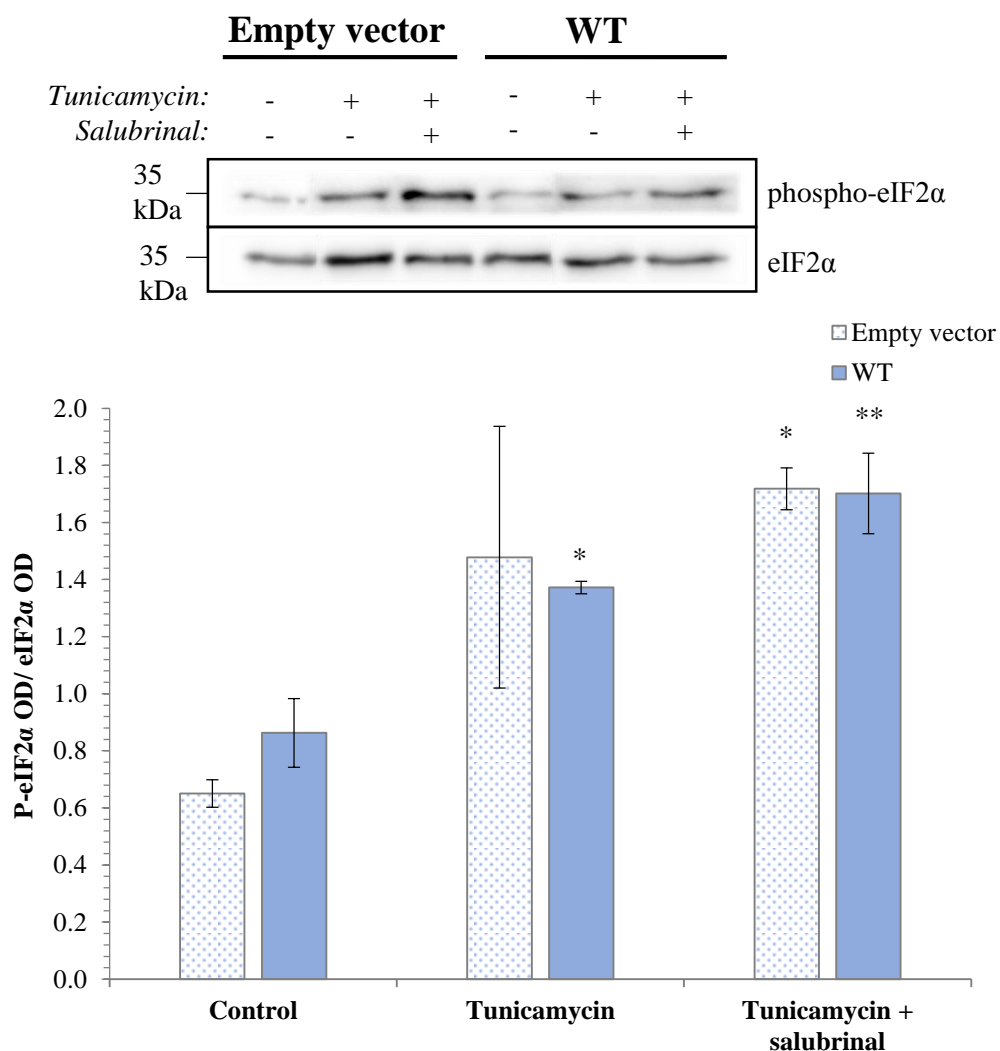 Empty vector WT
Tunicamycin: - + + - + +
Salubrinal: - - + - - +
35
kDa
phospho-eIF2α
35
kDa
eIF2α
Empty vector
WT
2.0
1.8
1.6
1.4
1.2
1.0
0.8
0.6
0.4
0.2
0.0
P-eIF2α OD/ eIF2α OD
*
*
**
Control
Tunicamycin
Tunicamycin +
salubrinal